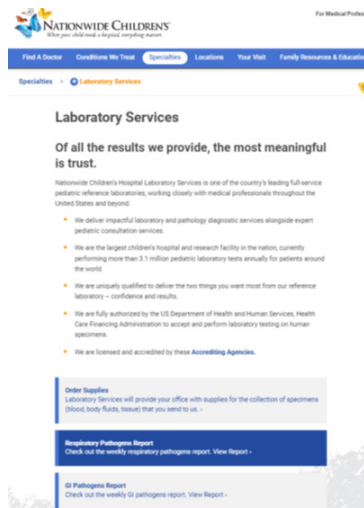 For Medical Profes
NATIONWIDE CHILDREN'S
When your child needs a hospital, everything matters.
Find A Doctor Conditions We Treat Specialties Locations Your Visit Family Resources & Educatio
Specialties > Laboratory Services
Laboratory Services
Of all the results we provide, the most meaningful
is trust.
Nationwide Children's Hospital Laboratory Services is one of the country's leading full-service
pediatric reference laboratories, working closely with medical professionals throughout the
United States and beyond.
We deliver impactful laboratory and pathology diagnostic services alongside expert
pediatric consultation services.
We are the largest children's hospital and research facility in the nation, currently
performing more than 3.1 million pediatric laboratory tests annually for patients around
the world.
We are uniquely qualified to deliver the two things you want most from our reference
laboratory – confidence and results.
We are fully authorized by the US Department of Health and Human Services, Health
Care Financing Administration to accept and perform laboratory testing on human
specimens.
We are licensed and accredited by these Accrediting Agencies.
Order Supplies
Laboratory Services will provide your office with supplies for the collection of specimens
(blood, body fluids, tissue) that you send to us. ›
Respiratory Pathogens Report
Check out the weekly respiratory pathogens report. View Report ›
GI Pathogens Report
Check out the weekly GI pathogens report. View Report ›